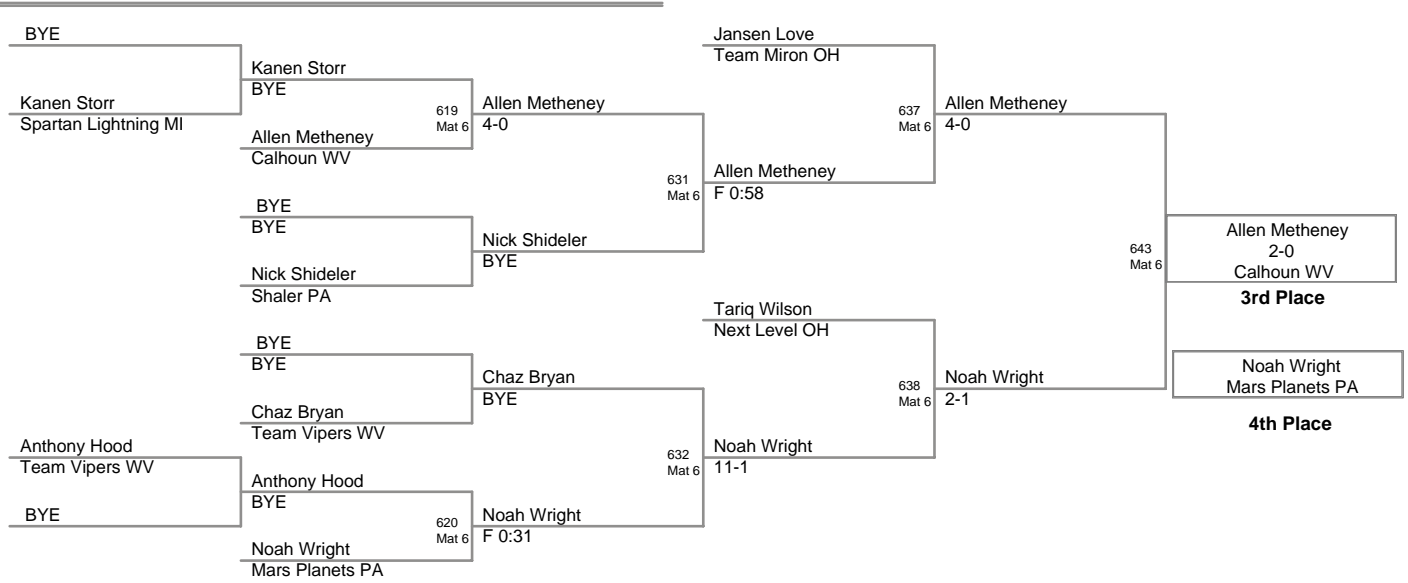 BYE
Kanen Storr
Spartan Lightning MI
Anthony Hood
Team Vipers WV
BYE
Kanen Storr
BYE
Allen Metheney
Calhoun WV
BYE
BYE
Nick Shideler
Shaler PA
BYE
BYE
Chaz Bryan
Team Vipers WV
Anthony Hood
BYE
Noah Wright
Mars Planets PA
619
Mat 6
Allen Metheney
4-0
Nick Shideler
BYE
Chaz Bryan
BYE
620
Mat 6
Noah Wright
F 0:31
Jansen Love
Team Miron OH
631
Mat 6
Allen Metheney
F 0:58
Tariq Wilson
Next Level OH
632
Mat 6
Noah Wright
11-1
637
Mat 6
Allen Metheney
4-0
638
Mat 6
Noah Wright
2-1
643
Mat 6
Allen Metheney
2-0
Calhoun WV
3rd Place
Noah Wright
Mars Planets PA
4th Place